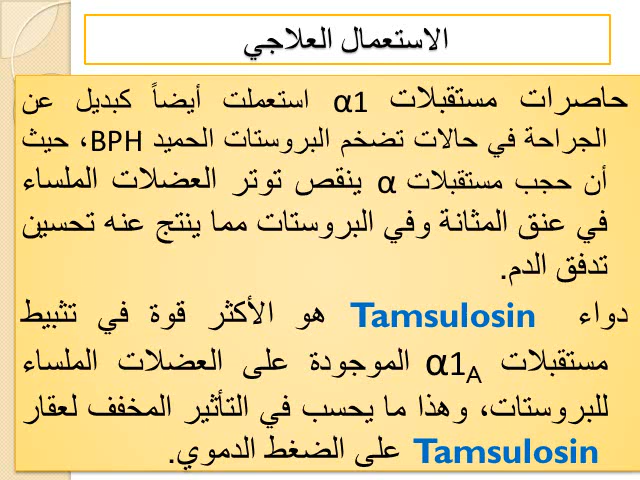 الاستعمال العلاجي
حاصرات مستقبلات α1 استعملت أيضاً كبديل عن
الجراحة في حالات تضخم البروستات الحميد BPH، حيث
أن حجب مستقبلات α ينقص توتر العضلات الملساء
في عنق المثانة وفي البروستات مما ينتج عنه تحسين
تدفق الدم.
دواء Tamsulosin هو الأكثر قوة في تثبيط
مستقبلات α1A الموجودة على العضلات الملساء
للبروستات، وهذا ما يحسب في التأثير المخفف لعقار
Tamsulosin على الضغط الدموي.